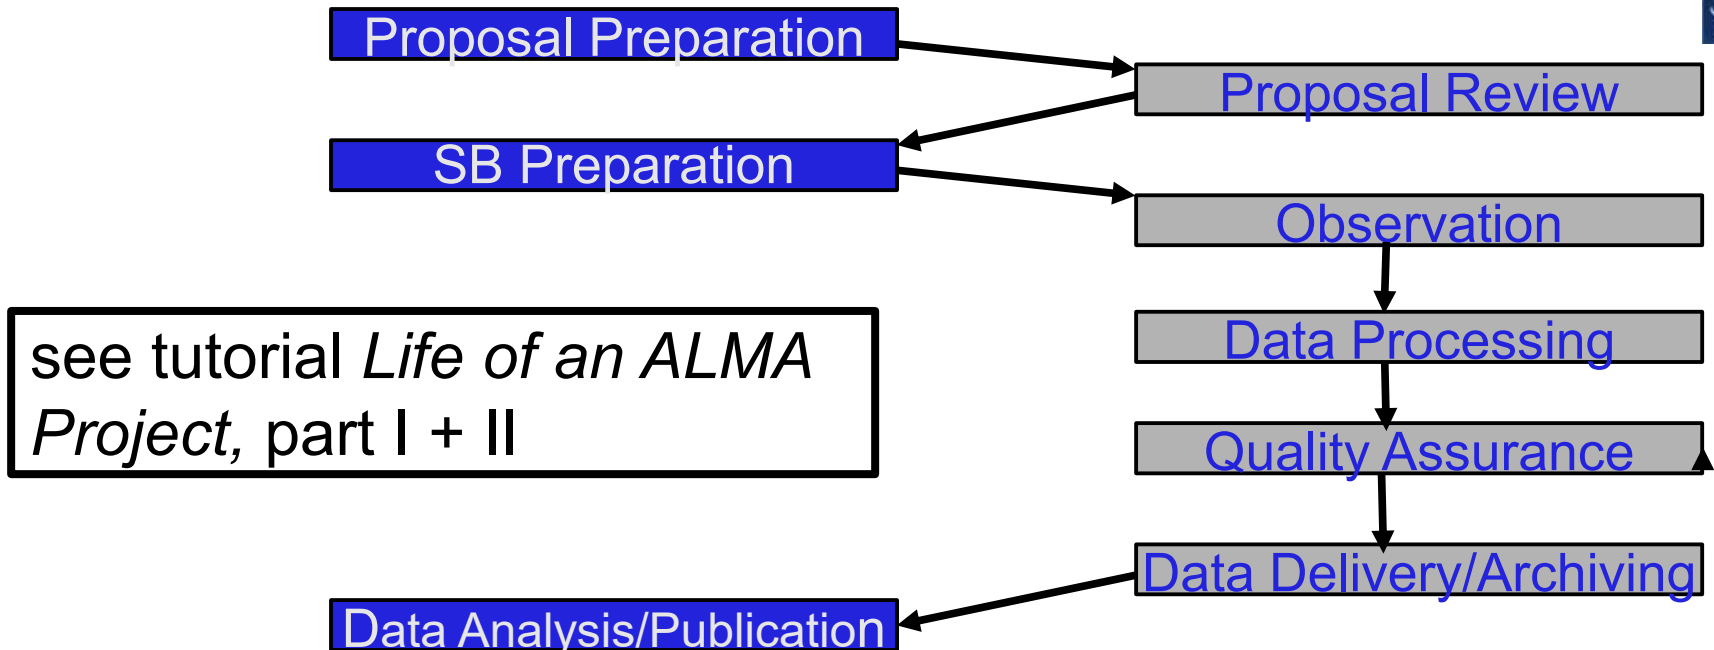 Proposal Preparation
Proposal Review
SB Preparation
Observation
see tutorial Life of an ALMA
Project, part I + II
Data Processing
Quality Assurance
Data Delivery/Archiving
Data Analysis/Publication